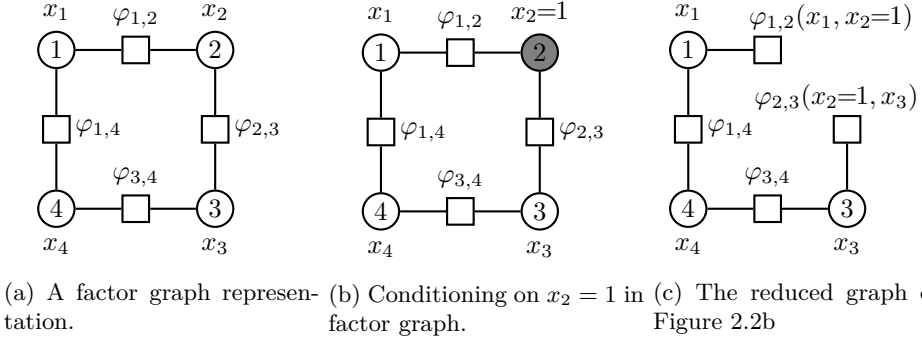 x₁ φ₁,₂ x₂
1 2
φ₁,₄ φ₂,₃
φ₃,₄
4 3
x₄ x₃
(a) A factor graph represen-
tation.
x₁ φ₁,₂ x₂=1
1 2
φ₁,₄ φ₂,₃
φ₃,₄
4 3
x₄ x₃
(b) Conditioning on x₂ = 1 in
factor graph.
x₁ φ₁,₂(x₁, x₂=1)
1
φ₂,₃(x₂=1, x₃)
φ₁,₄
φ₃,₄
4 3
x₄ x₃
(c) The reduced graph
Figure 2.2b